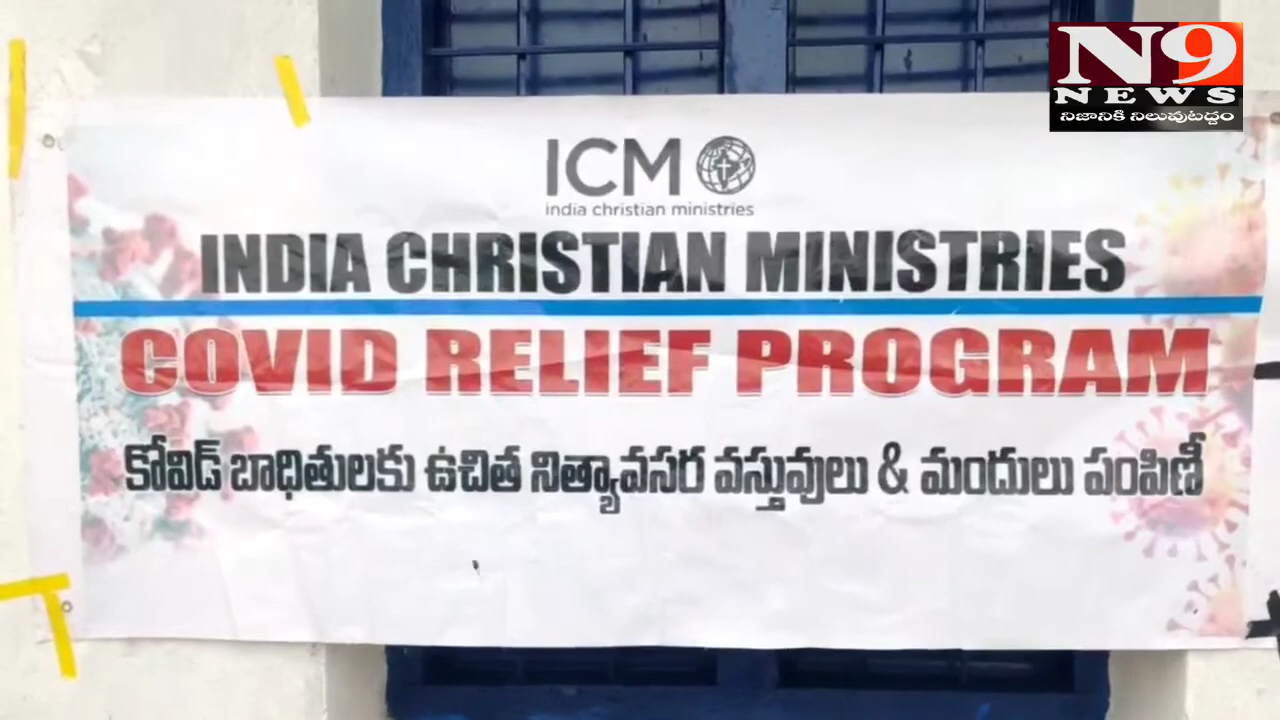 N9
NEWS
నిజానికి నిలువుటద్దం
ICM
india christian ministries
INDIA CHRISTIAN MINISTRIES
COVID RELIEF PROGRAM
కోవిడ్ బాధితులకు ఉచిత నిత్యావసర వస్తువులు & మందులు పంపిణీ